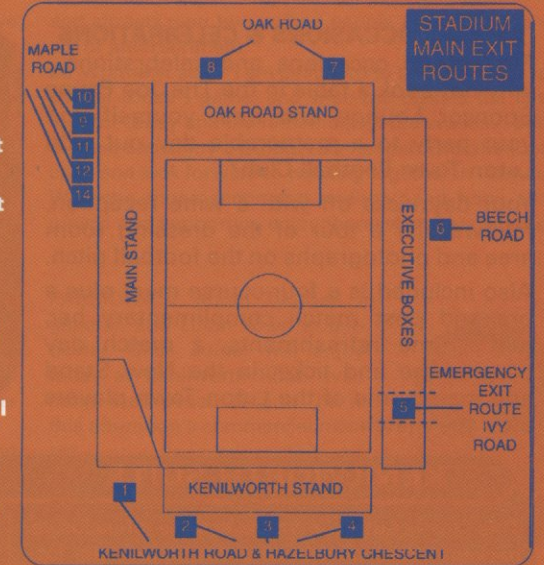 OAK ROAD
STADIUM
MAIN EXIT
ROUTES
MAPLE
ROAD
8
7
10
9
11
12
14
OAK ROAD STAND
MAIN STAND
EXECUTIVE BOXES
6
BEECH
ROAD
EMERGENCY
EXIT
ROUTE
IVY
ROAD
5
KENILWORTH STAND
1
2
3
4
KENILWORTH ROAD & HAZELBURY CRESCENT